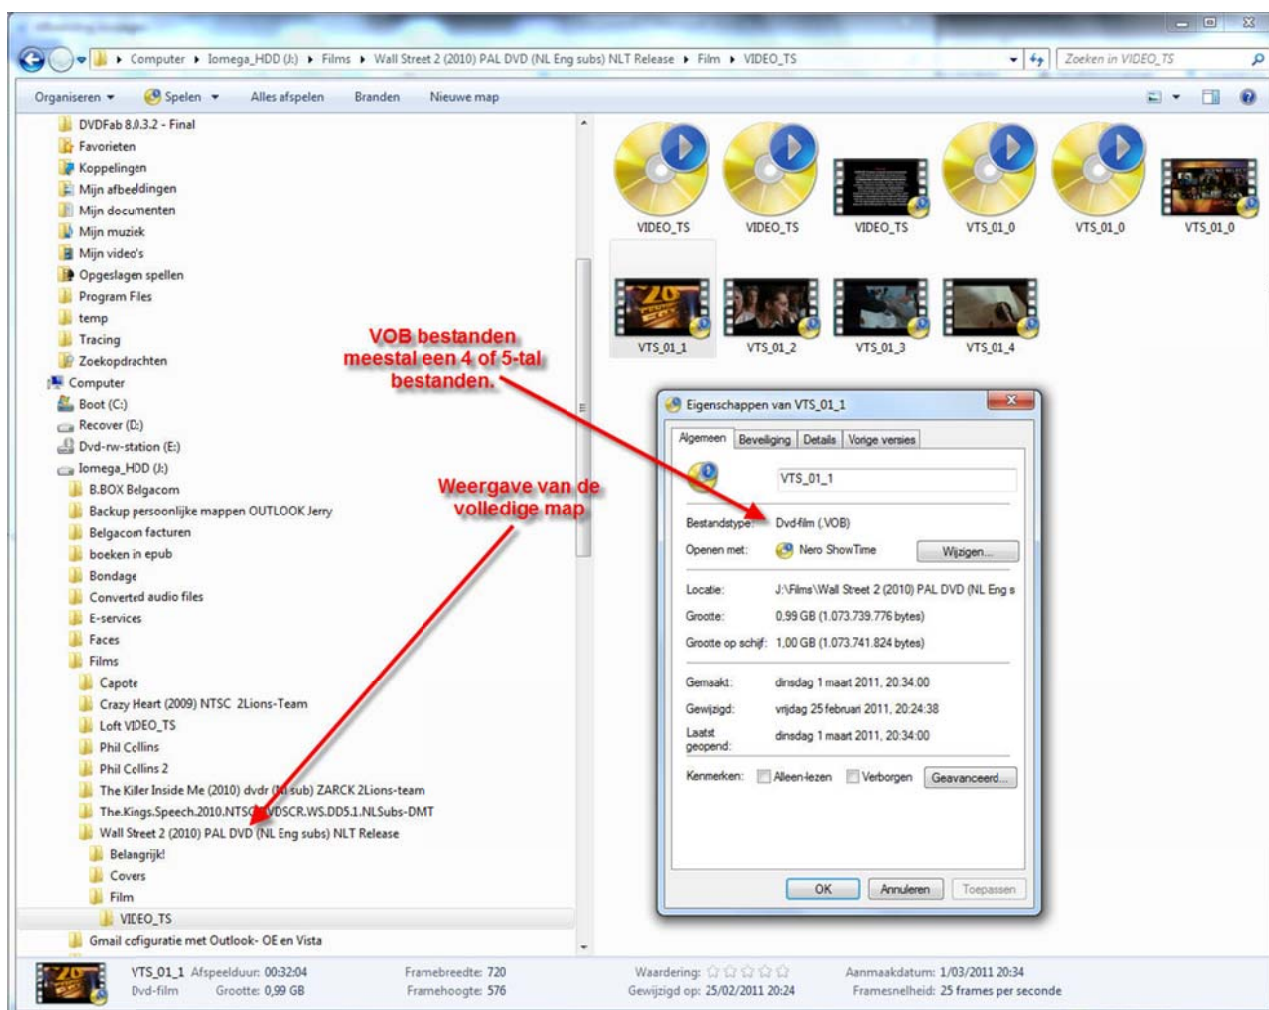 Computer ▸ Iomega_HDD (J:) ▸ Films ▸ Wall Street 2 (2010) PAL DVD (NL Eng subs) NLT Release ▸ Film ▸ VIDEO_TS
Zoeken in VIDEO_TS
Organiseren Spelen Alles afspelen Branden Nieuwe map
DVDFab 8.0.3.2 - Final
Favorieten
Koppelingen
Mijn afbeeldingen
Mijn documenten
Mijn muziek
Mijn video's
Opgeslagen spellen
Program Files
temp
Tracing
Zoekopdrachten
Computer
Boot (C:)
Recover (D:)
Dvd-rw-station (E:)
Iomega_HDD (J:)
B.BOX Belgacom
Backup persoonlijke mappen OUTLOOK Jerry
Belgacom facturen
boeken in epub
Bondage
Converted audio files
E-services
Faces
Films
Capote
Crazy Heart (2009) NTSC 2Lions-Team
Loft VIDEO_TS
Phil Collins
Phil Collins 2
The Killer Inside Me (2010) dvdr (Nl sub) ZARCK 2Lions-team
The.Kings.Speech.2010.NTSC.DVDSCR.WS.DD5.1.NLSubs-DMT
Wall Street 2 (2010) PAL DVD (NL Eng subs) NLT Release
Belangrijk!
Covers
Film
VIDEO_TS
Gmail cofiguratie met Outlook- OE en Vista
VIDEO_TS VIDEO_TS VIDEO_TS VTS_01_0 VTS_01_0 VTS_01_0
VTS_01_1 VTS_01_2 VTS_01_3 VTS_01_4
VOB bestanden
meestal een 4 of 5-tal
bestanden.
Weergave van de
volledige map
Eigenschappen van VTS_01_1
Algemeen Beveiliging Details Vorige versies
VTS_01_1
Bestandstype: Dvd-film (.VOB)
Openen met: Nero ShowTime Wijzigen...
Locatie: J:\Films\Wall Street 2 (2010) PAL DVD (NL Eng s
Grootte: 0,99 GB (1.073.739.776 bytes)
Grootte op schijf: 1,00 GB (1.073.741.824 bytes)
Gemaakt: dinsdag 1 maart 2011, 20:34:00
Gewijzigd: vrijdag 25 februari 2011, 20:24:38
Laatst
geopend: dinsdag 1 maart 2011, 20:34:00
Kenmerken: Alleen-lezen Verborgen Geavanceerd...
OK Annuleren Toepassen
VTS_01_1 Afspeelduur: 00:32:04 Framebreedte: 720 Waardering: Aanmaakdatum: 1/03/2011 20:34
Dvd-film Grootte: 0,99 GB Framehoogte: 576 Gewijzigd op: 25/02/2011 20:24 Framesnelheid: 25 frames per seconde